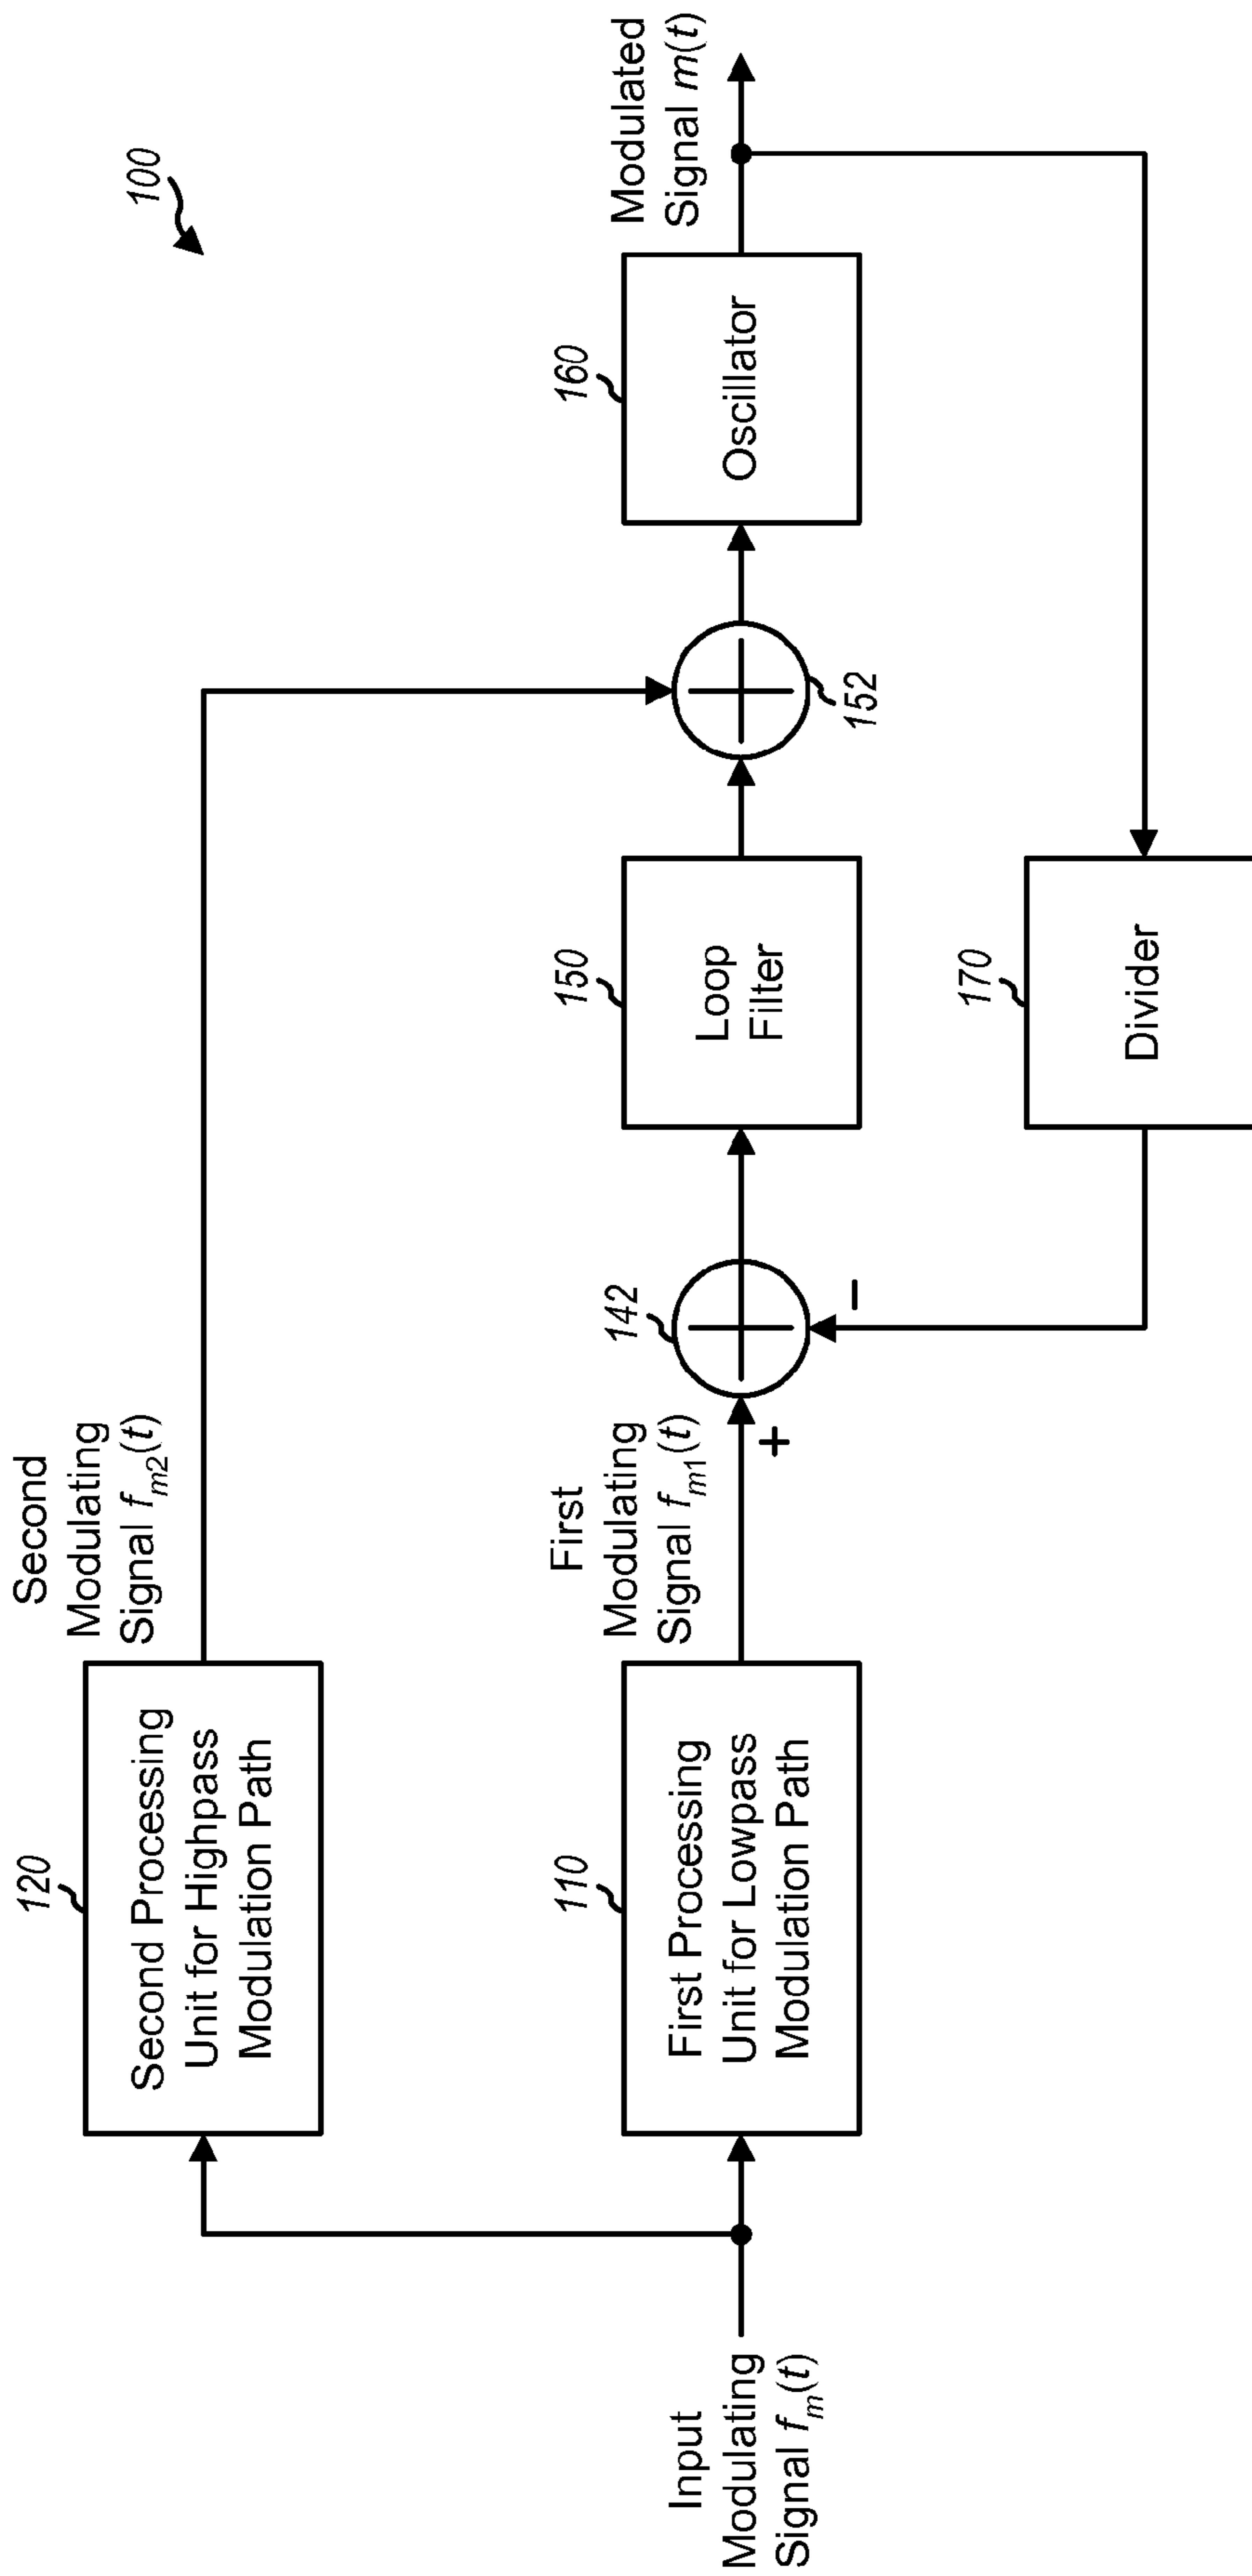 100
120
Second Processing
Unit for Highpass
Modulation Path
Second
Modulating
Signal fm2(t)
Input
Modulating
Signal fm(t)
110
First Processing
Unit for Lowpass
Modulation Path
First
Modulating
Signal fm1(t)
+
−
142
150
Loop
Filter
152
160
Oscillator
Modulated
Signal m(t)
170
Divider